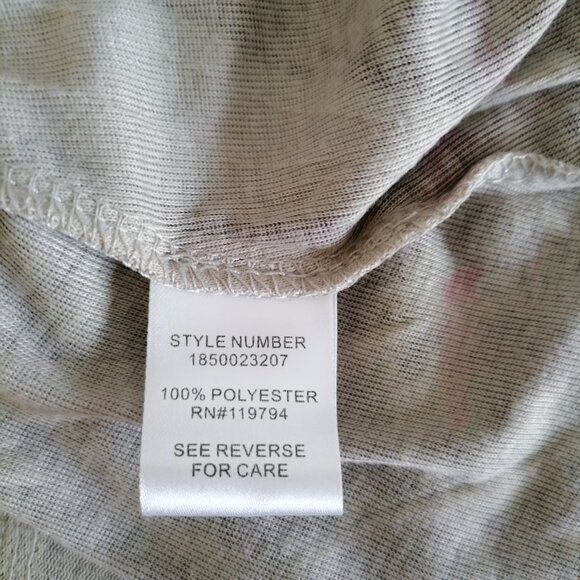 STYLE NUMBER
1850023207
100% POLYESTER
RN#119794
SEE REVERSE
FOR CARE